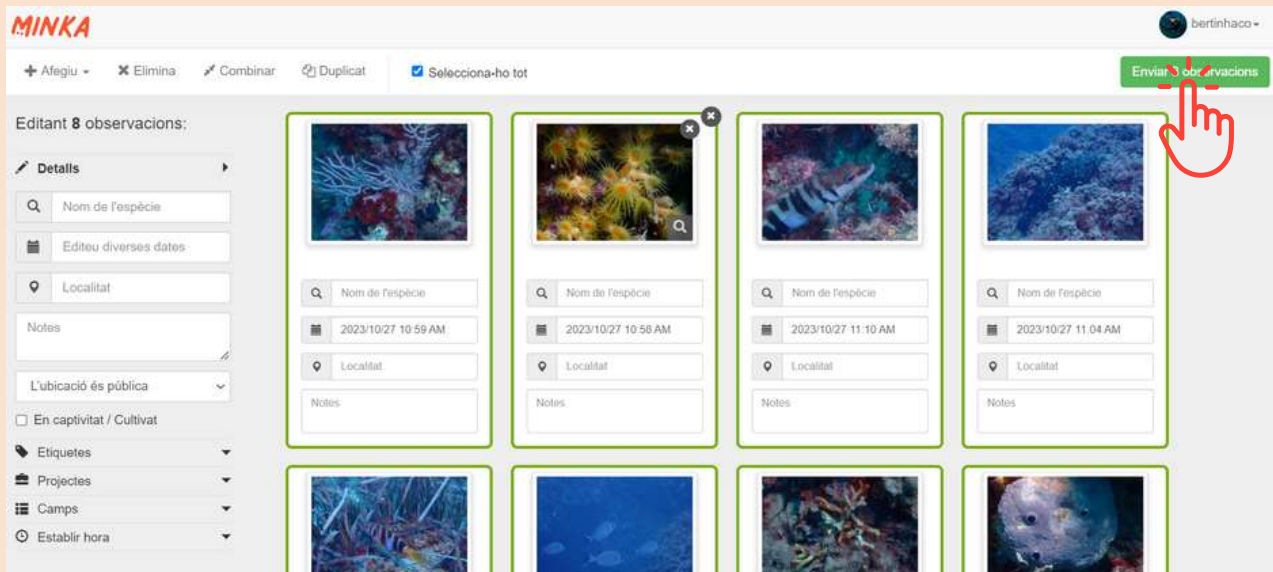 MINKA
bertinhaco
Afegiu
Elimina
Combinar
Duplicat
Selecciona-ho tot
Enviar 8 observacions
Editant 8 observacions:
Detalls
Nom de l'espècie
Editeu diverses dates
Localitat
Notes
L'ubicació és pública
En captivitat / Cultivat
Etiquetes
Projectes
Camps
Establir hora
Nom de l'espècie
2023/10/27 10:59 AM
Localitat
Notes
Nom de l'espècie
2023/10/27 10:58 AM
Localitat
Notes
Nom de l'espècie
2023/10/27 11:10 AM
Localitat
Notes
Nom de l'espècie
2023/10/27 11:04 AM
Localitat
Notes